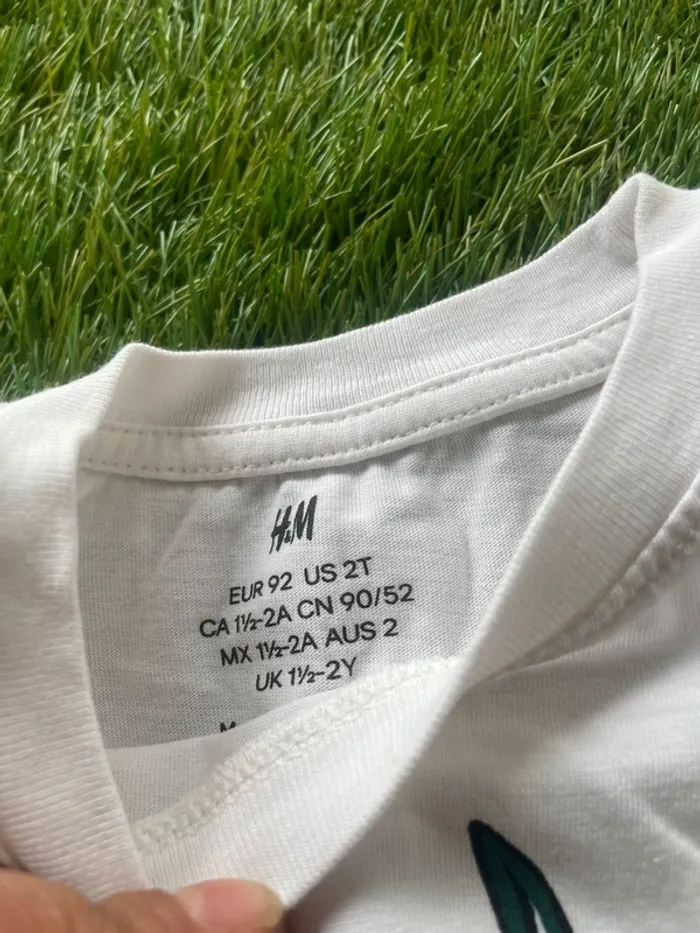 H&M
EUR 92 US 2T
CA 1½-2A CN 90/52
MX 1½-2A AUS 2
UK 1½-2Y